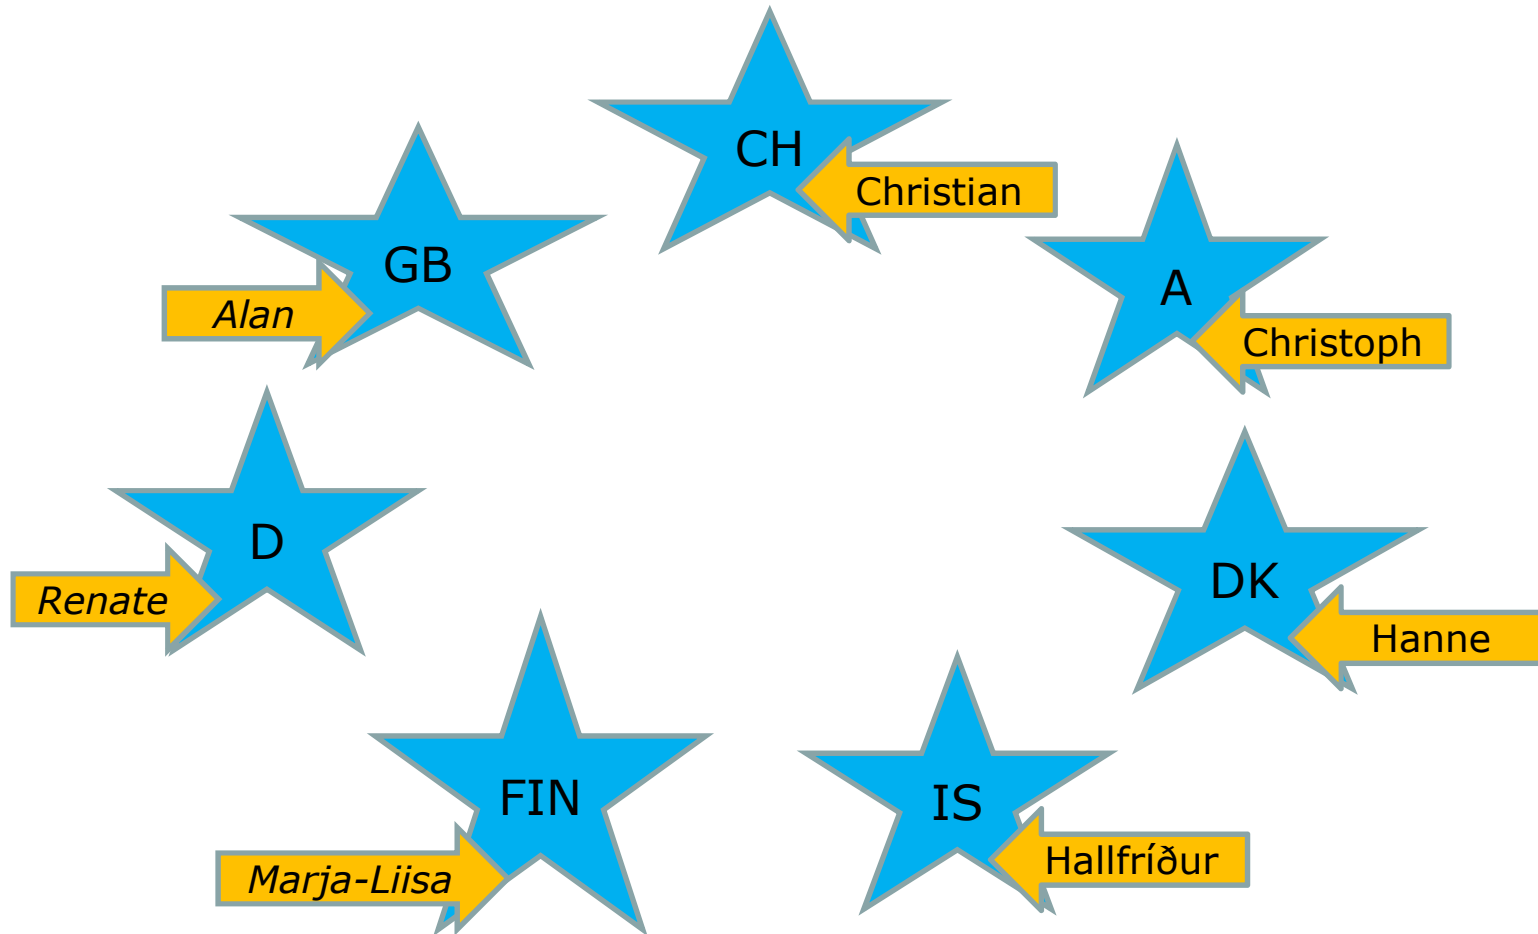 CH
Christian
GB
Alan
A
Christoph
D
Renate
DK
Hanne
FIN
Marja-Liisa
IS
Hallfríður